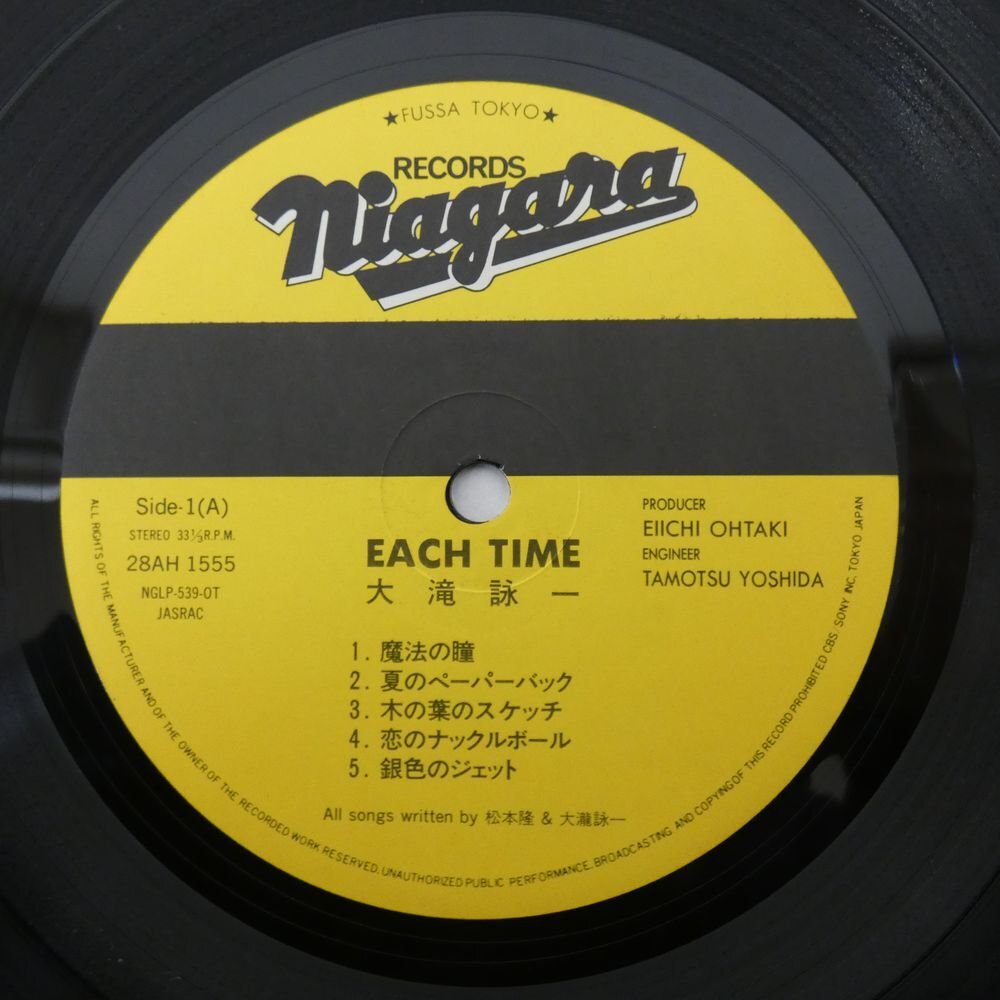 ★FUSSA TOKYO★
RECORDS
Niagara
Side-1(A)
STEREO 33⅓R.P.M.
28AH 1555
NGLP-539-OT
JASRAC
EACH TIME
大滝詠一
PRODUCER
EIICHI OHTAKI
ENGINEER
TAMOTSU YOSHIDA
1. 魔法の瞳
2. 夏のペーパーバック
3. 木の葉のスケッチ
4. 恋のナックルボール
5. 銀色のジェット
All songs written by 松本隆 & 大瀧詠一
ALL RIGHTS OF THE MANUFACTURER AND OF THE OWNER OF THE RECORDED WORK RESERVED. UNAUTHORIZED PUBLIC PERFORMANCE, BROADCASTING AND COPYING OF THIS RECORD PROHIBITED CBS. SONY INC. TOKYO JAPAN